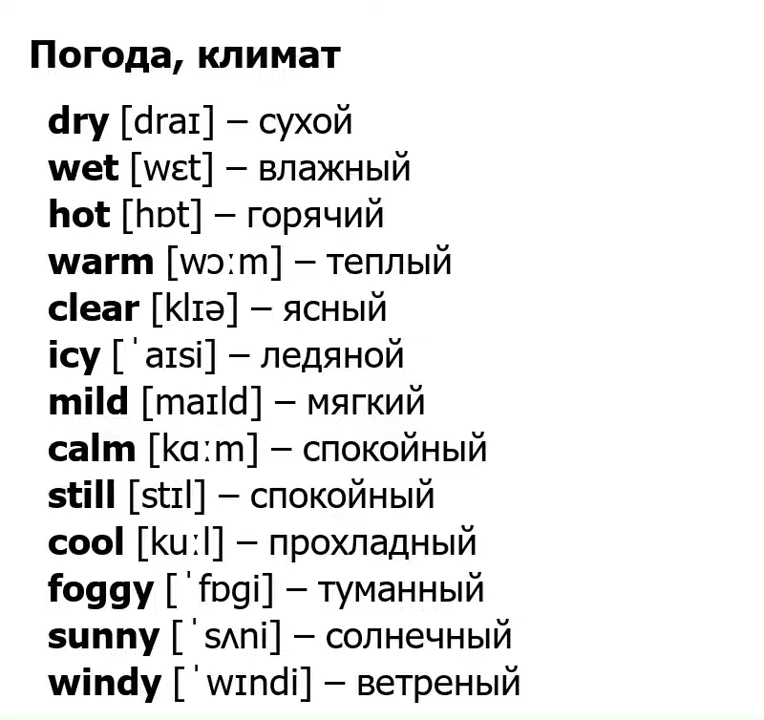 Погода, климат
dry [draɪ] – сухой
wet [wɛt] – влажный
hot [hɒt] – горячий
warm [wɔːm] – теплый
clear [klɪə] – ясный
icy [ˈaɪsi] – ледяной
mild [maɪld] – мягкий
calm [kɑːm] – спокойный
still [stɪl] – спокойный
cool [kuːl] – прохладный
foggy [ˈfɒgi] – туманный
sunny [ˈsʌni] – солнечный
windy [ˈwɪndi] – ветреный